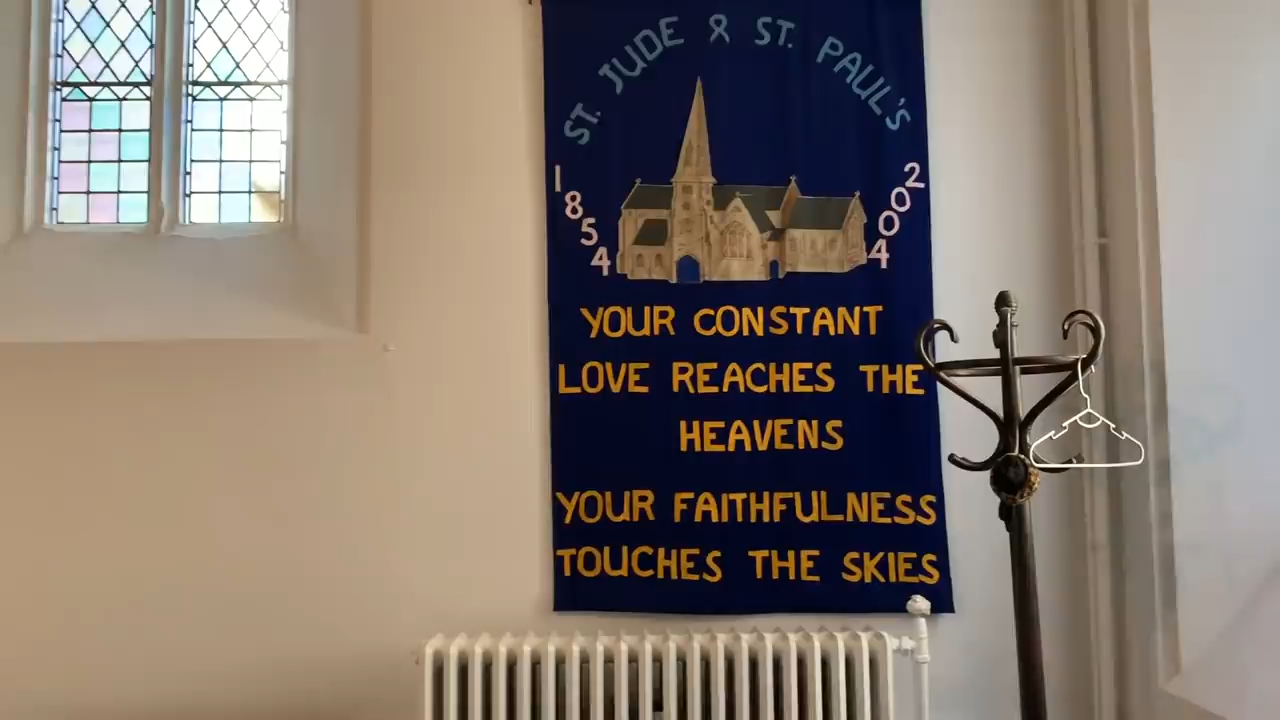 ST. JUDE & ST. PAUL'S
1854
2004
YOUR CONSTANT
LOVE REACHES THE
HEAVENS
YOUR FAITHFULNESS
TOUCHES THE SKIES